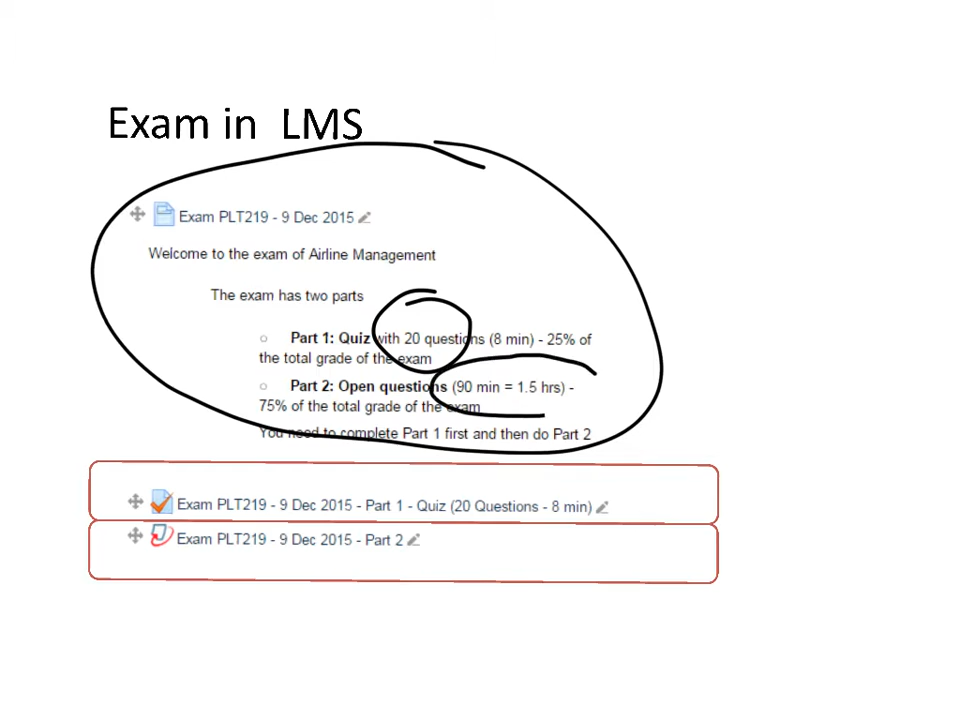 Exam in LMS
Exam PLT219 - 9 Dec 2015
Welcome to the exam of Airline Management
The exam has two parts
Part 1: Quiz with 20 questions (8 min) - 25% of
the total grade of the exam
Part 2: Open questions (90 min = 1.5 hrs) -
75% of the total grade of the exam
You need to complete Part 1 first and then do Part 2
Exam PLT219 - 9 Dec 2015 - Part 1 - Quiz (20 Questions - 8 min)
Exam PLT219 - 9 Dec 2015 - Part 2